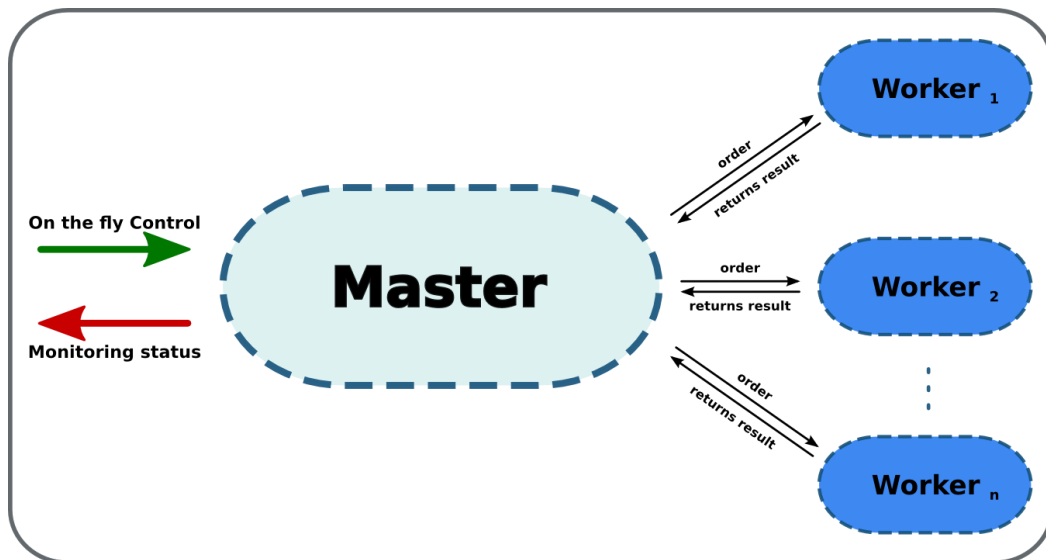 On the fly Control
Monitoring status
Master
order
returns result
order
returns result
order
returns result
Worker 1
Worker 2
Worker n